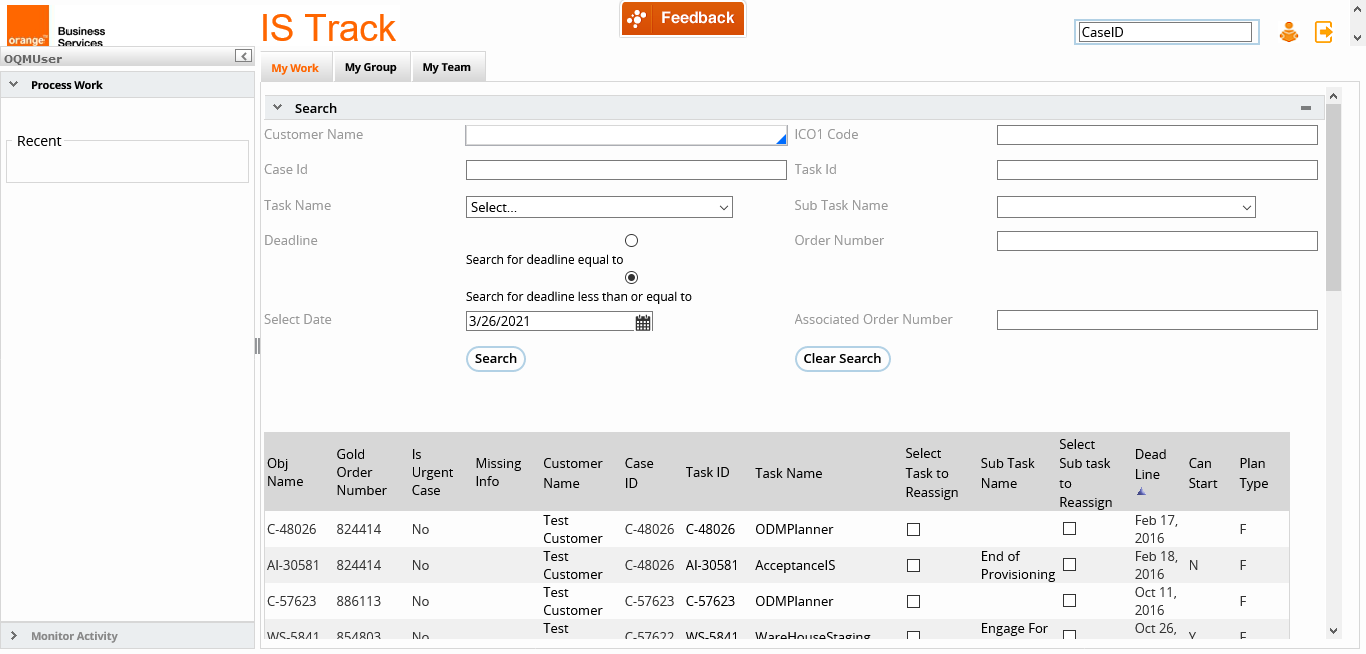 orange™
Business
Services
IS Track
Feedback
CaseID
OQMUser
Process Work
Recent
Monitor Activity
My Work
My Group
My Team
Search
Customer Name
ICO1 Code
Case Id
Task Id
Task Name
Select...
Sub Task Name
Deadline
Order Number
Search for deadline equal to
Search for deadline less than or equal to
Select Date
3/26/2021
Associated Order Number
Search
Clear Search
Obj Name Gold Order Number Is Urgent Case Missing Info Customer Name Case ID Task ID Task Name Select Task to Reassign Sub Task Name Select Sub task to Reassign Dead Line Can Start Plan Type
C-48026 824414 No Test Customer C-48026 C-48026 ODMPlanner Feb 17, 2016 F
AI-30581 824414 No Test Customer C-48026 AI-30581 AcceptanceIS End of Provisioning Feb 18, 2016 N F
C-57623 886113 No Test Customer C-57623 C-57623 ODMPlanner Oct 11, 2016 F
WS-5841 854803 No Test C-57622 WS-5841 WareHouseStaging Engage For Oct 26, Y F